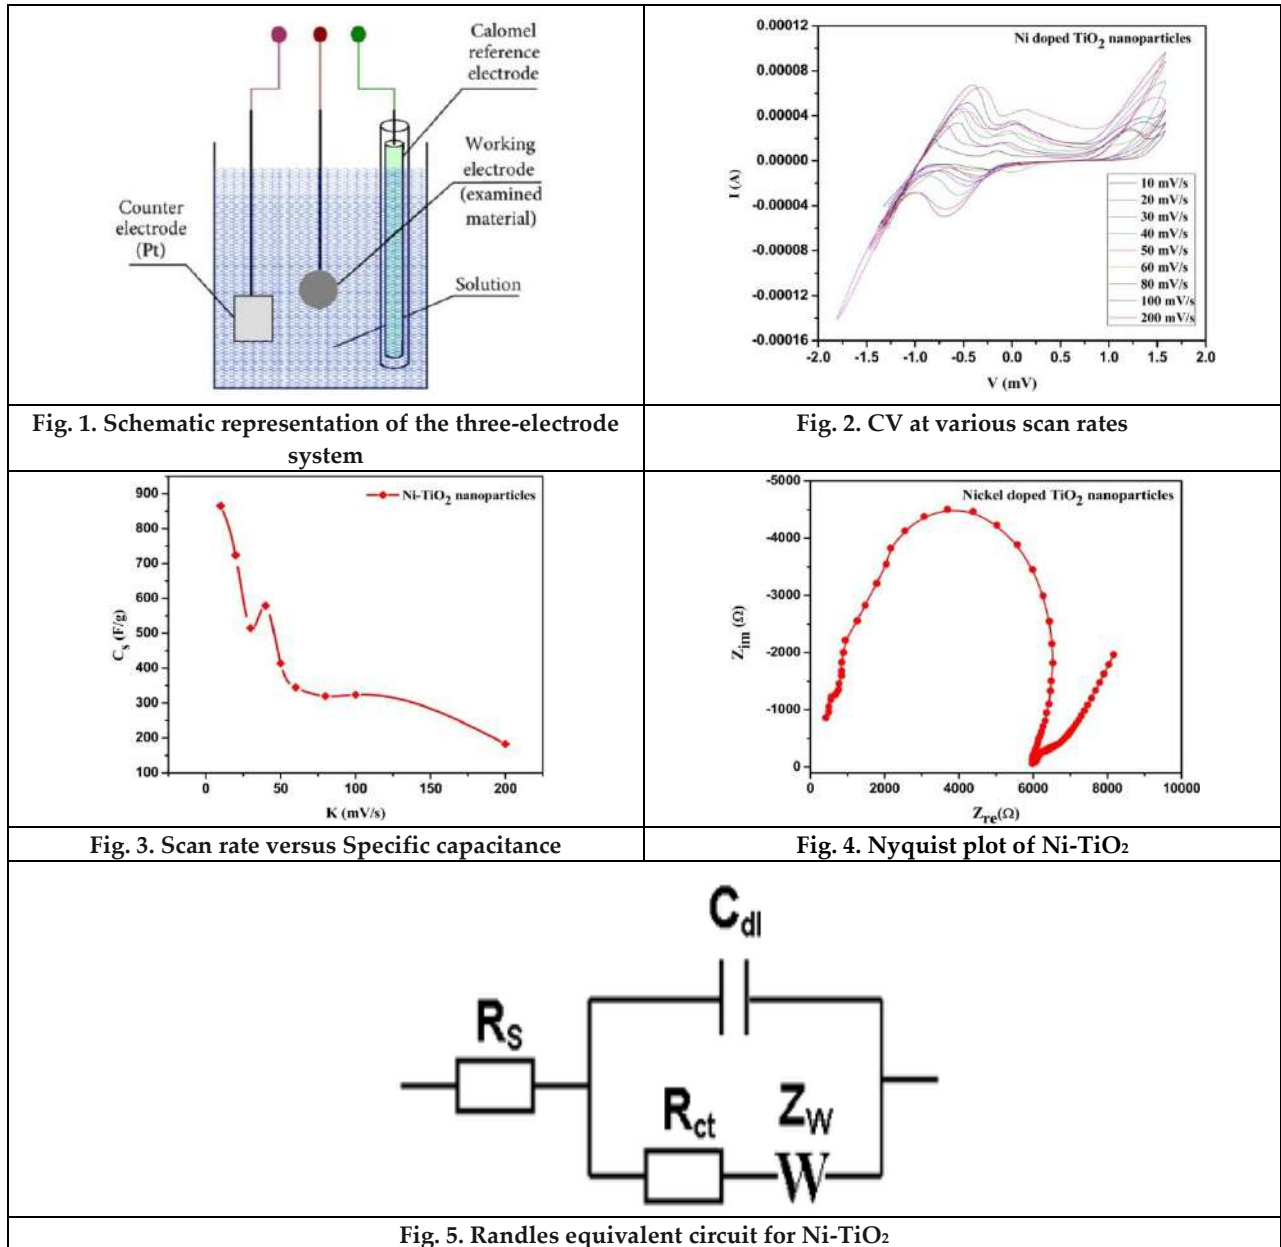 Calomel
reference
electrode
Working
electrode
(examined
material)
Counter
electrode
(Pt)
Solution
Fig. 1. Schematic representation of the three-electrode
system
Ni doped TiO2 nanoparticles
0.00012
0.00008
0.00004
0.00000
-0.00004
-0.00008
-0.00012
-0.00016
I (A)
10 mV/s
20 mV/s
30 mV/s
40 mV/s
50 mV/s
60 mV/s
80 mV/s
100 mV/s
200 mV/s
-2.0 -1.5 -1.0 -0.5 0.0 0.5 1.0 1.5 2.0
V (mV)
Fig. 2. CV at various scan rates
Ni-TiO2 nanoparticles
900
800
700
600
500
400
300
200
100
Cs (F/g)
0 50 100 150 200
K (mV/s)
Fig. 3. Scan rate versus Specific capacitance
Nickel doped TiO2 nanoparticles
-5000
-4000
-3000
-2000
-1000
0
Zim (Ω)
0 2000 4000 6000 8000 10000
Zre(Ω)
Fig. 4. Nyquist plot of Ni-TiO2
Cdl
RS
Rct
ZW
W
Fig. 5. Randles equivalent circuit for Ni-TiO2